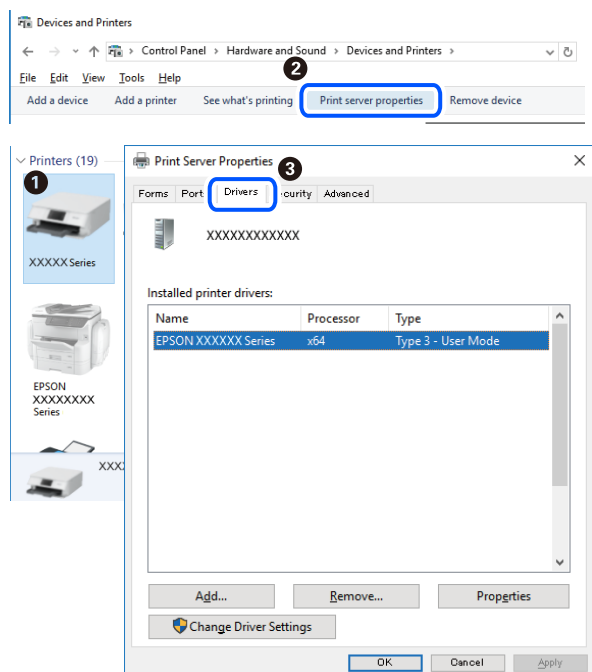 Devices and Printers
Control Panel > Hardware and Sound > Devices and Printers >
File Edit View Tools Help
2
Add a device Add a printer See what's printing Print server properties Remove device
Printers (19)
1
XXXXX Series
EPSON
XXXXXXXX
Series
XXX
Print Server Properties
3
Forms Port Drivers curity Advanced
XXXXXXXXXXXX
Installed printer drivers:
Name Processor Type
EPSON XXXXXX Series x64 Type 3 - User Mode
Add... Remove... Properties
Change Driver Settings
OK Cancel Apply